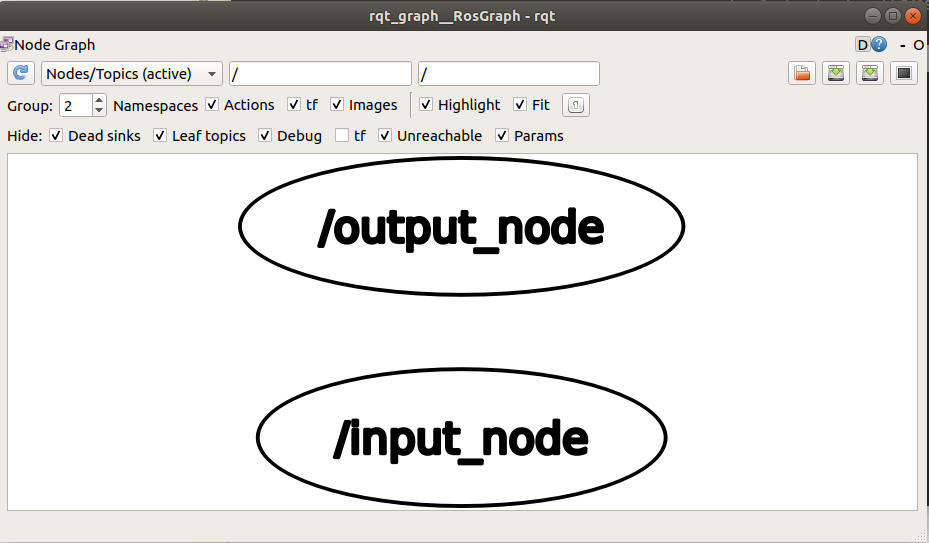 rqt_graph__RosGraph - rqt
Node Graph D ? - O
Nodes/Topics (active) / /
Group: 2 Namespaces Actions tf Images Highlight Fit
Hide: Dead sinks Leaf topics Debug tf Unreachable Params
/output_node
/input_node